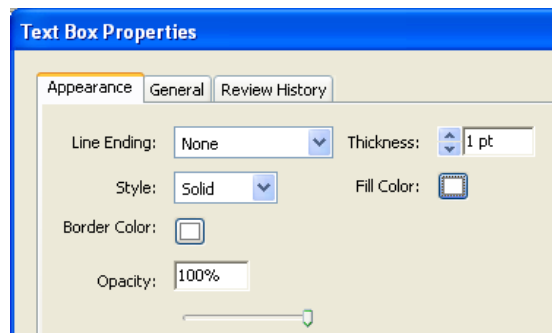 Text Box Properties
Appearance General Review History
Line Ending: None Thickness: 1 pt
Style: Solid Fill Color:
Border Color:
Opacity: 100%